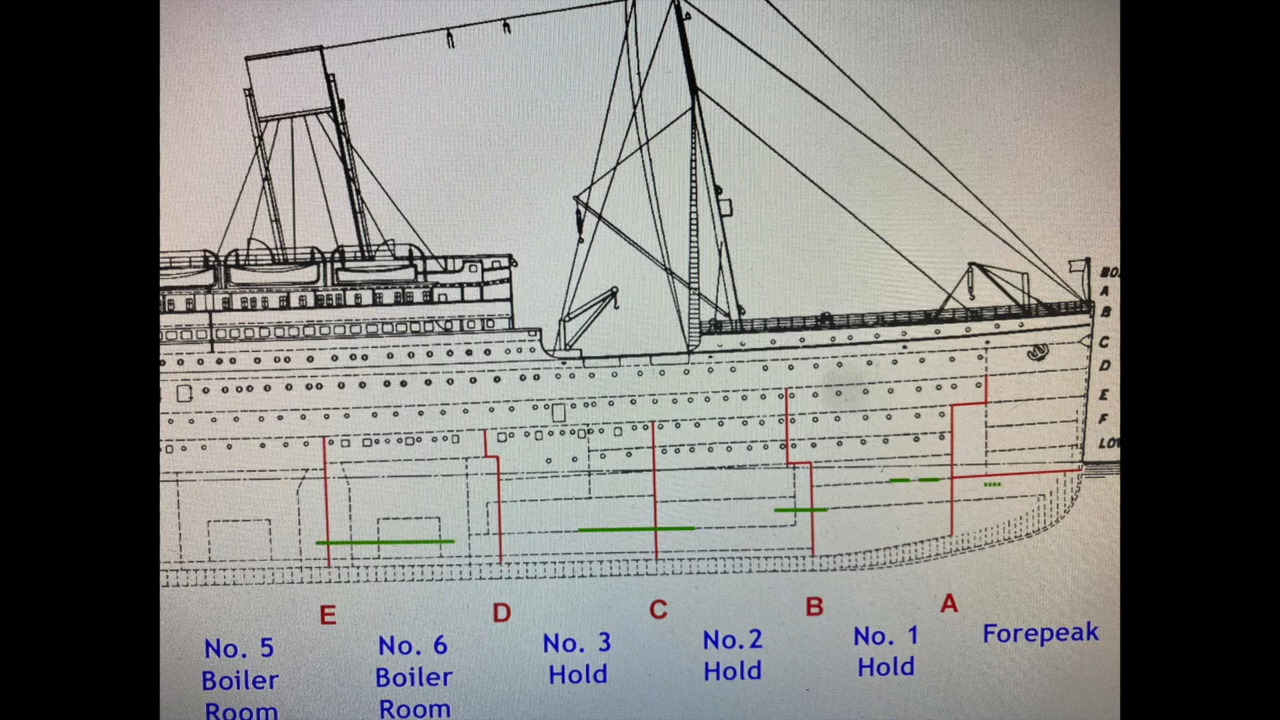 A
B
C
D
E
F
E
D
C
B
A
No. 5
Boiler
Room
No. 6
Boiler
Room
No. 3
Hold
No.2
Hold
No. 1
Hold
Forepeak